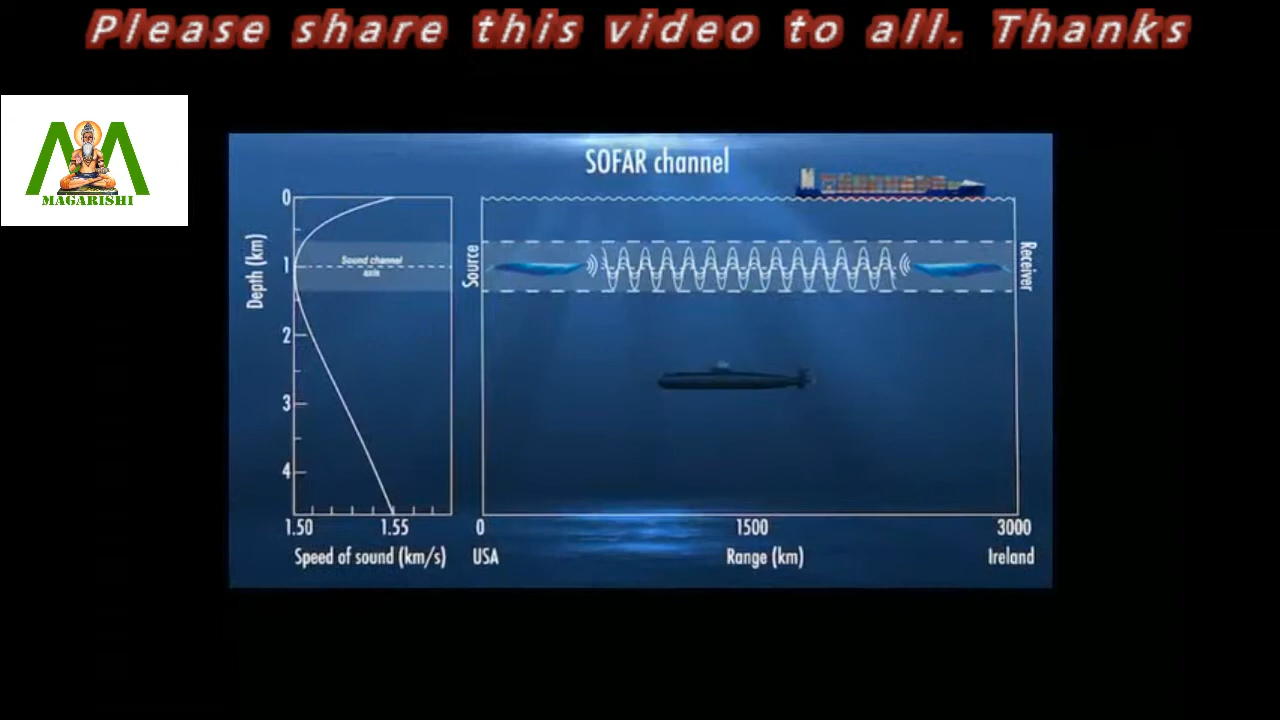 Please share this video to all. Thanks
MAGARISHI
SOFAR channel
0
1
2
3
4
Depth (km)
Sound channel
axis
1.50 1.55
Speed of sound (km/s)
Source
Receiver
0 1500 3000
USA Range (km) Ireland